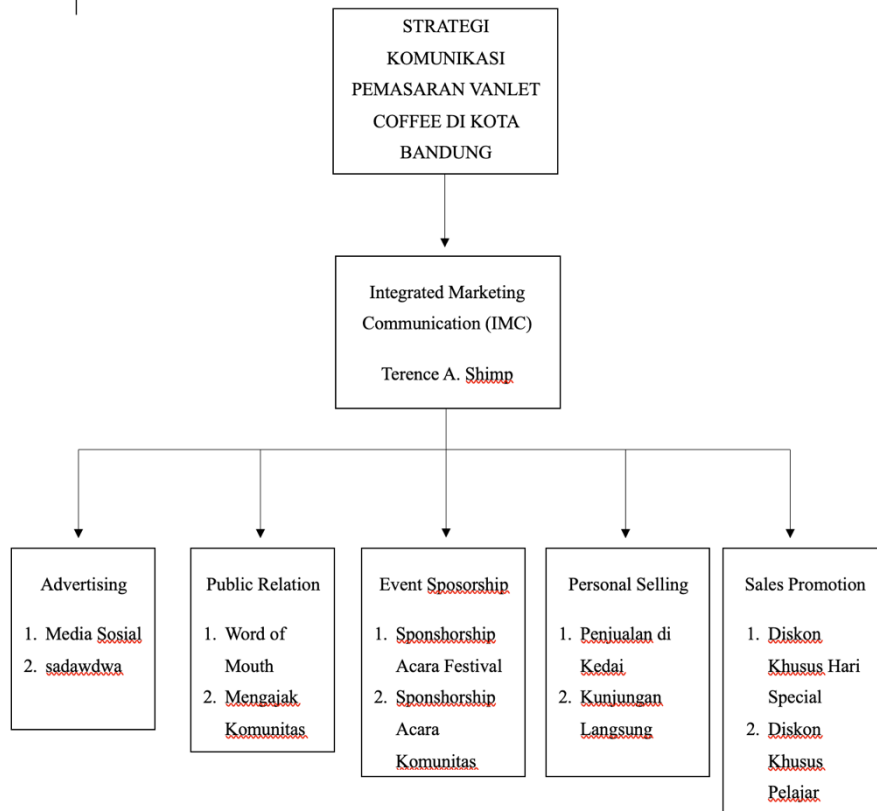 STRATEGI
KOMUNIKASI
PEMASARAN VANLET
COFFEE DI KOTA
BANDUNG
Integrated Marketing
Communication (IMC)
Terence A. Shimp
Advertising
1. Media Sosial
2. sadawdwa
Public Relation
1. Word of
Mouth
2. Mengajak
Komunitas
Event Sposorship
1. Sponshorship
Acara Festival
2. Sponshorship
Acara
Komunitas
Personal Selling
1. Penjualan di
Kedai
2. Kunjungan
Langsung
Sales Promotion
1. Diskon
Khusus Hari
Special
2. Diskon
Khusus
Pelajar